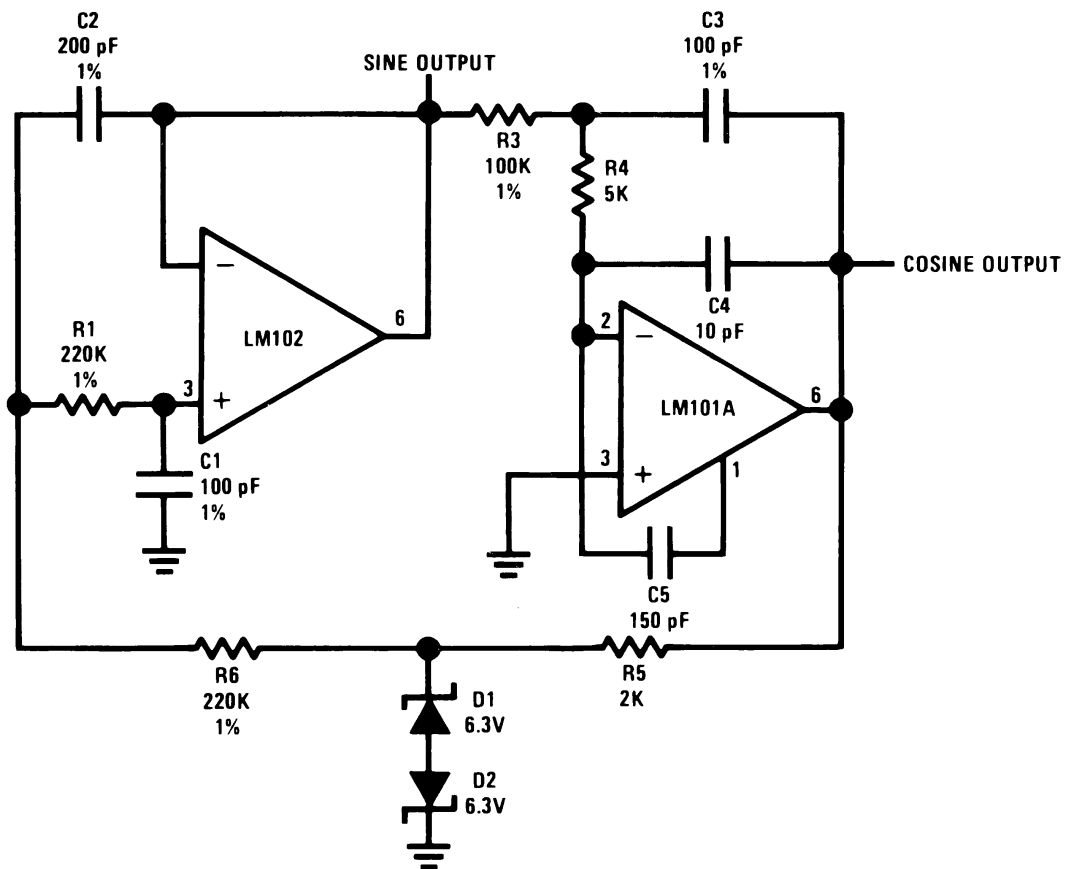 C2
200 pF
1%
SINE OUTPUT
C3
100 pF
1%
R3
100K
1%
R4
5K
COSINE OUTPUT
C4
10 pF
−
LM102
6
R1
220K
1%
3
+
2
−
LM101A
6
3
+
1
C1
100 pF
1%
C5
150 pF
R6
220K
1%
R5
2K
D1
6.3V
D2
6.3V